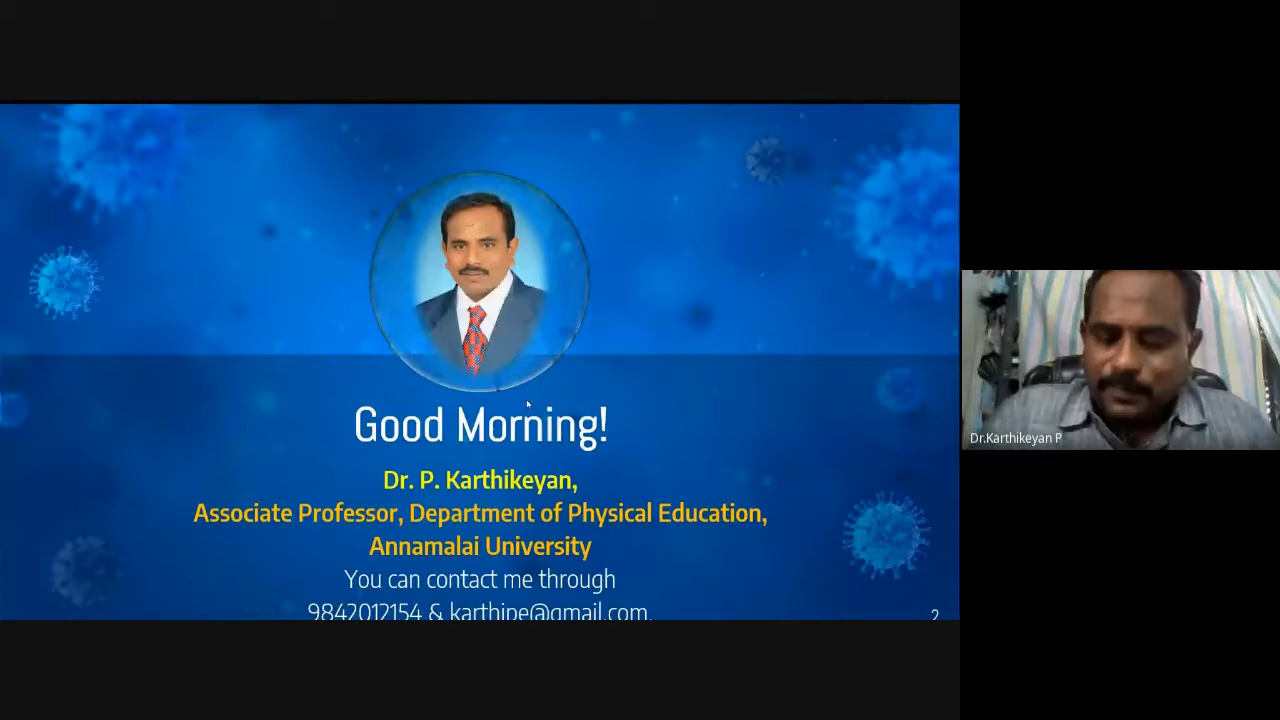 Good Morning!
Dr. P. Karthikeyan,
Associate Professor, Department of Physical Education,
Annamalai University
You can contact me through
9842012154 & karthipe@gmail.com.
2
Dr.Karthikeyan P